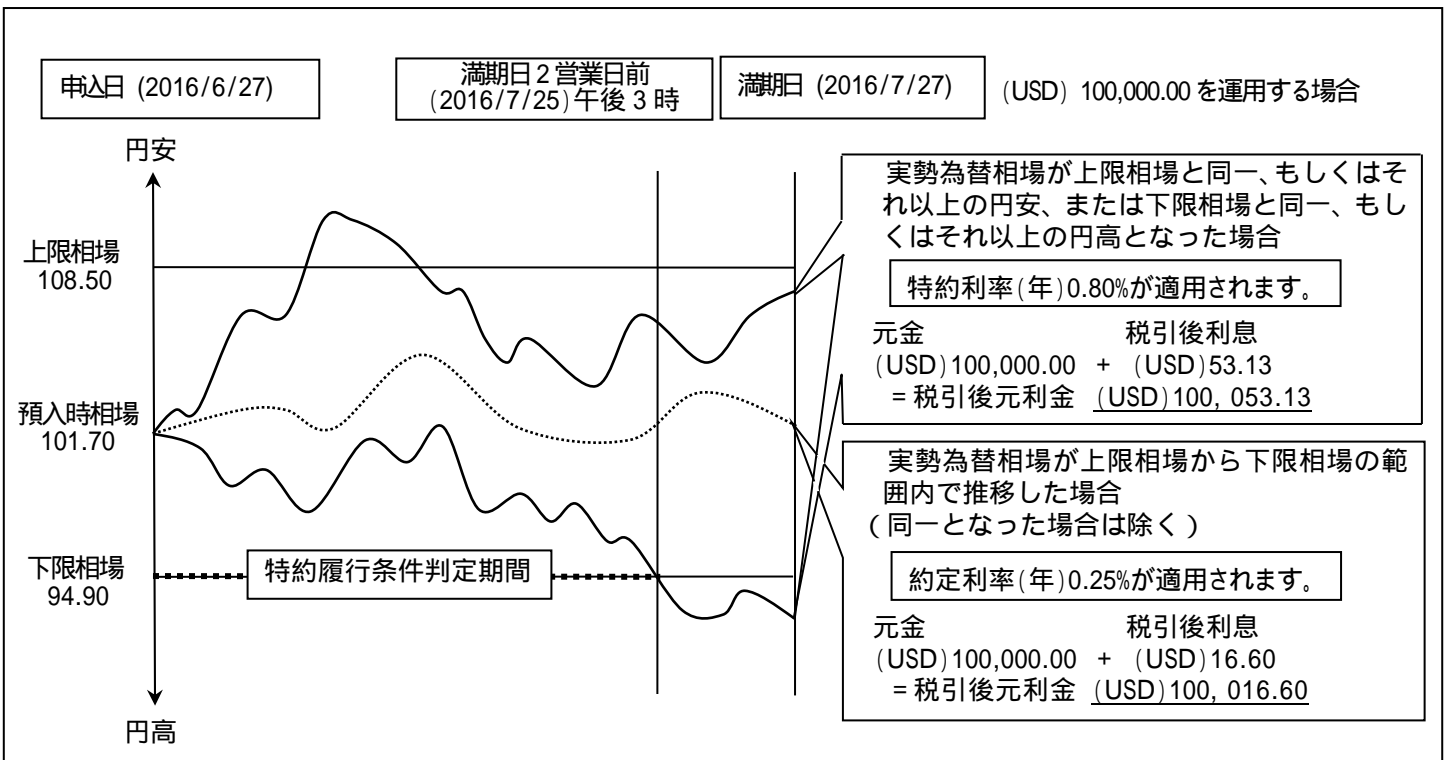 申込日 (2016/6/27)
満期日2営業日前
(2016/7/25)午後3時
満期日 (2016/7/27)
(USD) 100,000.00 を運用する場合
円安
上限相場
108.50
預入時相場
101.70
下限相場
94.90
円高
特約履行条件判定期間
実勢為替相場が上限相場と同一、もしくはそ
れ以上の円安、または下限相場と同一、もし
くはそれ以上の円高となった場合
特約利率(年)0.80%が適用されます。
元金 税引後利息
(USD)100,000.00 + (USD)53.13
=税引後元利金 (USD)100, 053.13
実勢為替相場が上限相場から下限相場の範
囲内で推移した場合
(同一となった場合は除く)
約定利率(年)0.25%が適用されます。
元金 税引後利息
(USD)100,000.00 + (USD)16.60
=税引後元利金 (USD)100, 016.60